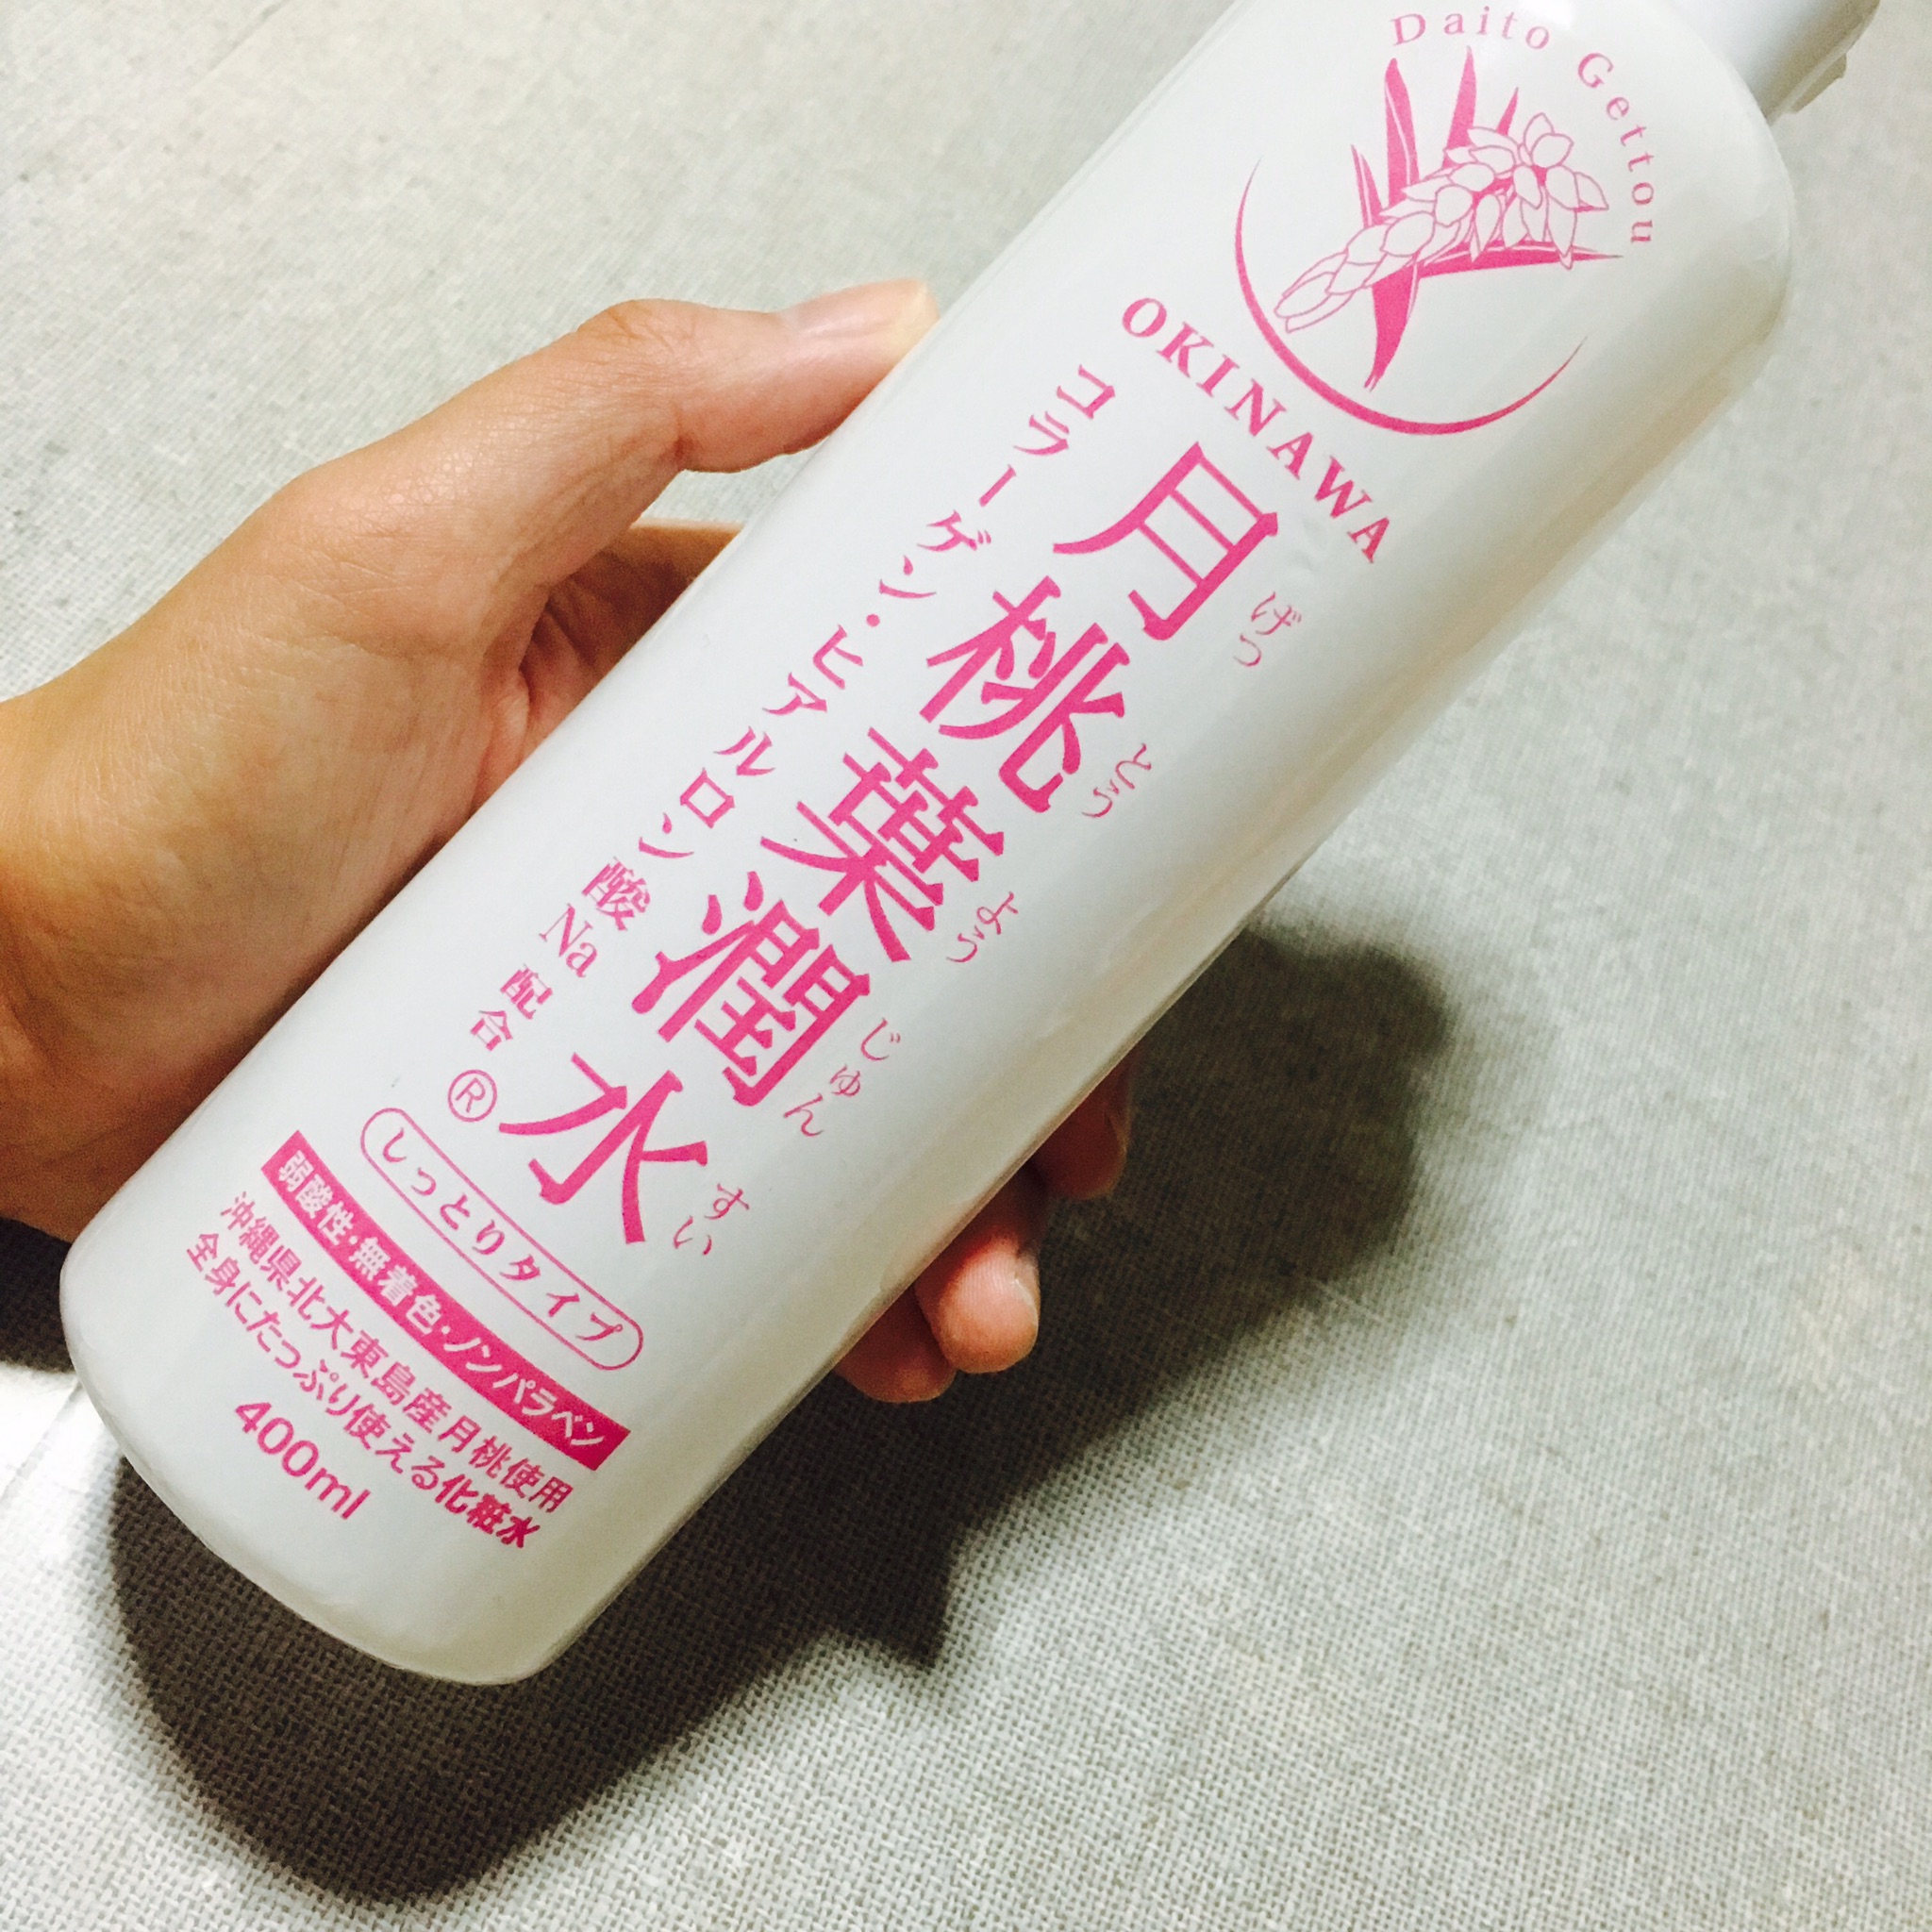 Daito Gettou
OKINAWA
月桃葉潤水
げっとうようじゅんすい
コラーゲン・ヒアルロン酸Na配合
®
しっとりタイプ
弱酸性・無着色・ノンパラベン
沖縄県北大東島産月桃使用
全身にたっぷり使える化粧水
400ml